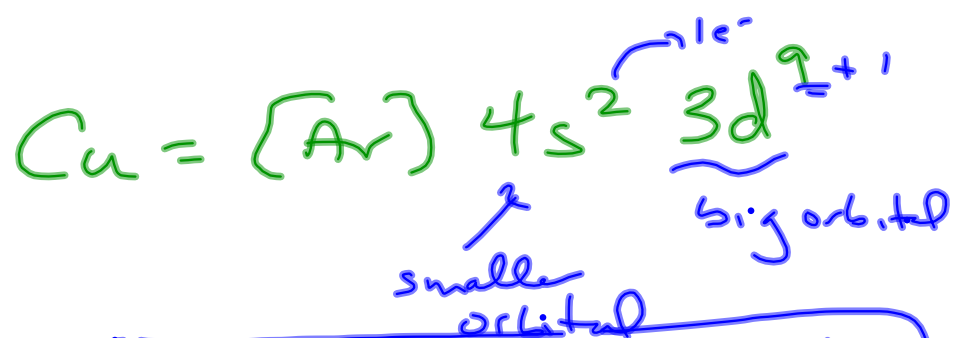 1e⁻
Cu = [Ar] 4s² 3d⁹ + 1
big orbital
smaller
orbital